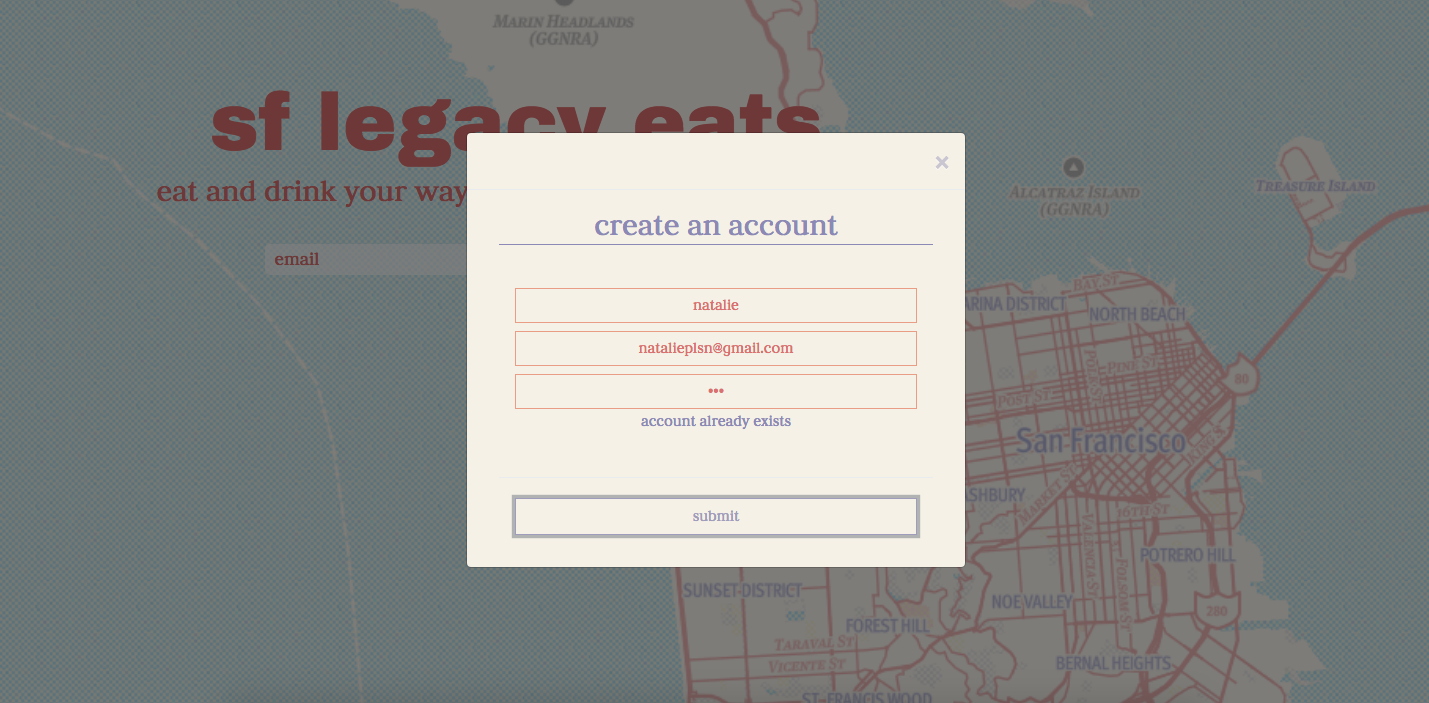 MARIN HEADLANDS
(GGNRA)
sf legacy eats
eat and drink your way
email
×
create an account
natalie
natalieplsn@gmail.com
•••
account already exists
submit
ALCATRAZ ISLAND
(GGNRA)
TREASURE ISLAND
BAY ST
ARINA DISTRICT
NORTH BEACH
PINE ST
POLK ST
POST ST
80
San Francisco
KING ST
ASHBURY
MARKET ST
16TH ST
VALENCIA ST
FOLSOM ST
POTRERO HILL
SUNSET DISTRICT
NOE VALLEY
280
FOREST HILL
TARAVAL ST
VICENTE ST
BERNAL HEIGHTS
ST. FRANCIS WOOD